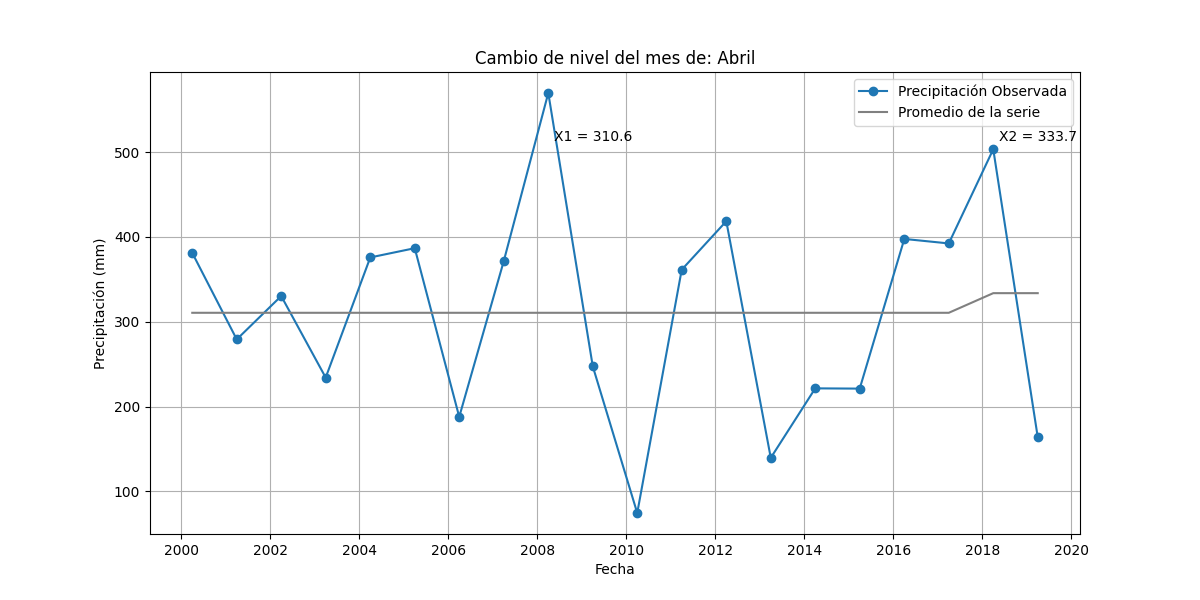 Cambio de nivel del mes de: Abril
Precipitación Observada
Promedio de la serie
X1 = 310.6
X2 = 333.7
Precipitación (mm)
500
400
300
200
100
2000 2002 2004 2006 2008 2010 2012 2014 2016 2018 2020
Fecha